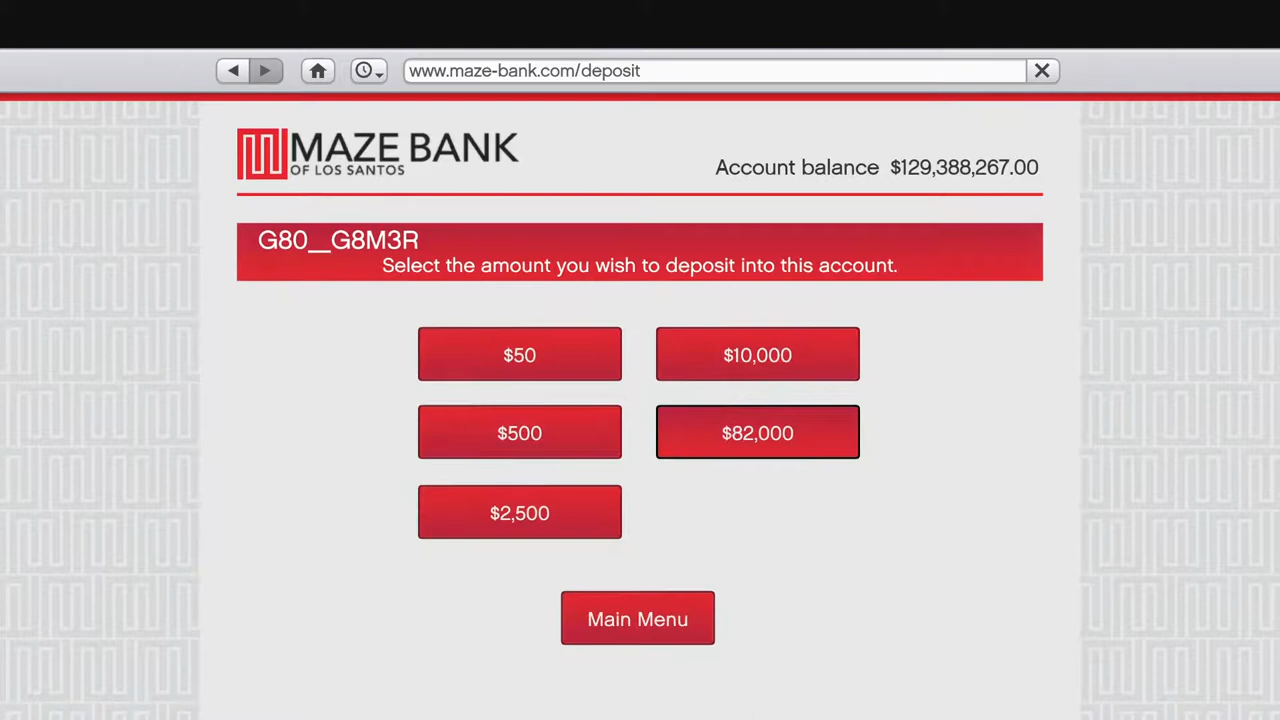 www.maze-bank.com/deposit
MAZE BANK
OF LOS SANTOS
Account balance $129,388,267.00
G80__G8M3R
Select the amount you wish to deposit into this account.
$50
$10,000
$500
$82,000
$2,500
Main Menu